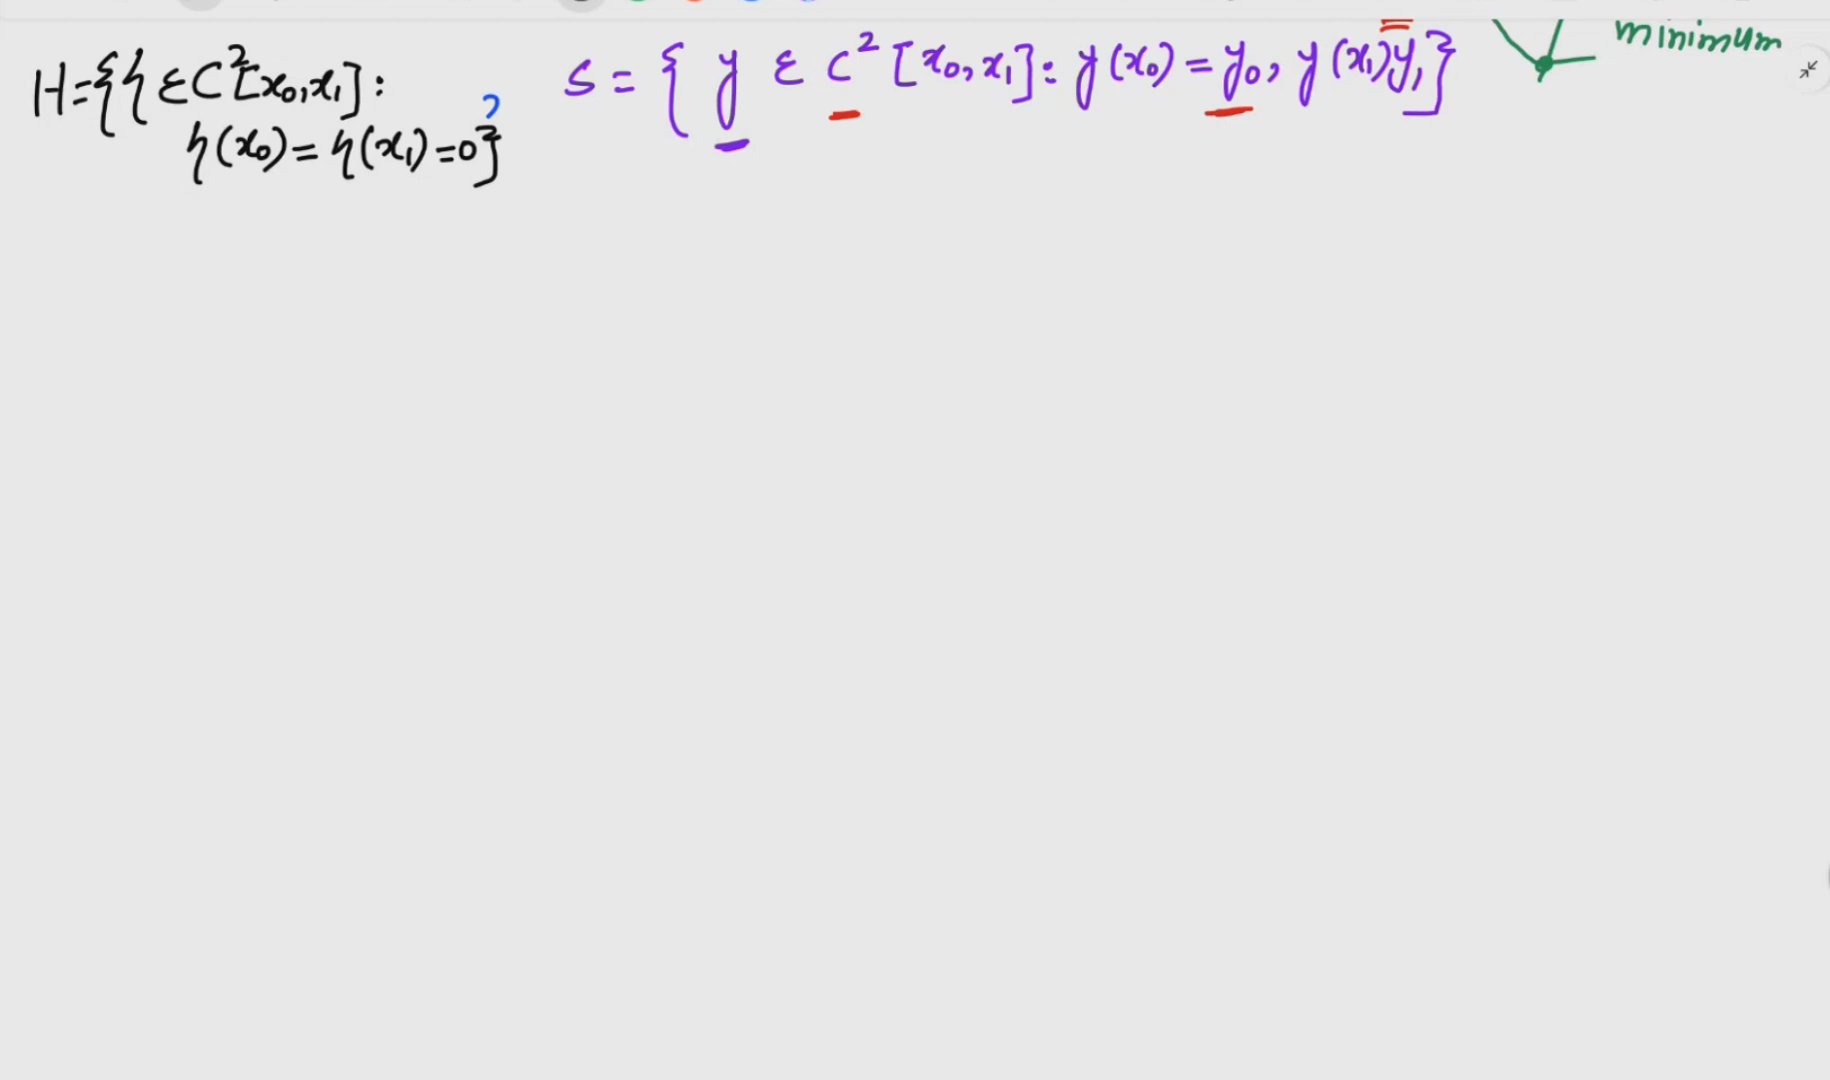 H={η ε C²[x₀,x₁]:
η(x₀)=η(x₁)=0}
S = { y ε C² [x₀,x₁]: y(x₀) = y₀, y(x₁)y₁}
minimum